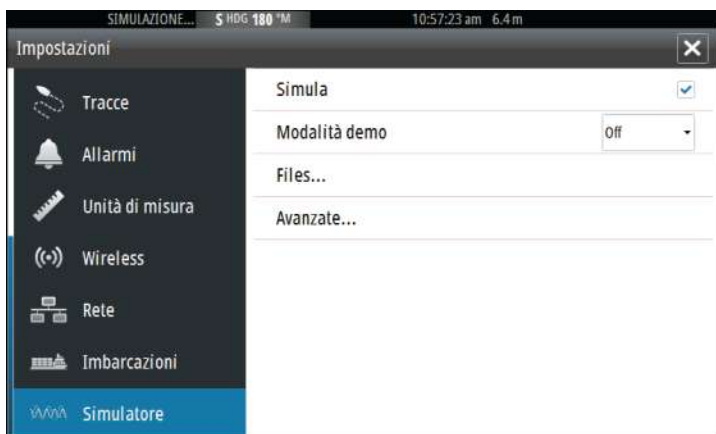 SIMULAZIONE... S HDG 180 °M 10:57:23 am 6.4 m
Impostazioni
Tracce
Allarmi
Unità di misura
Wireless
Rete
Imbarcazioni
Simulatore
Simula
Modalità demo Off
Files...
Avanzate...